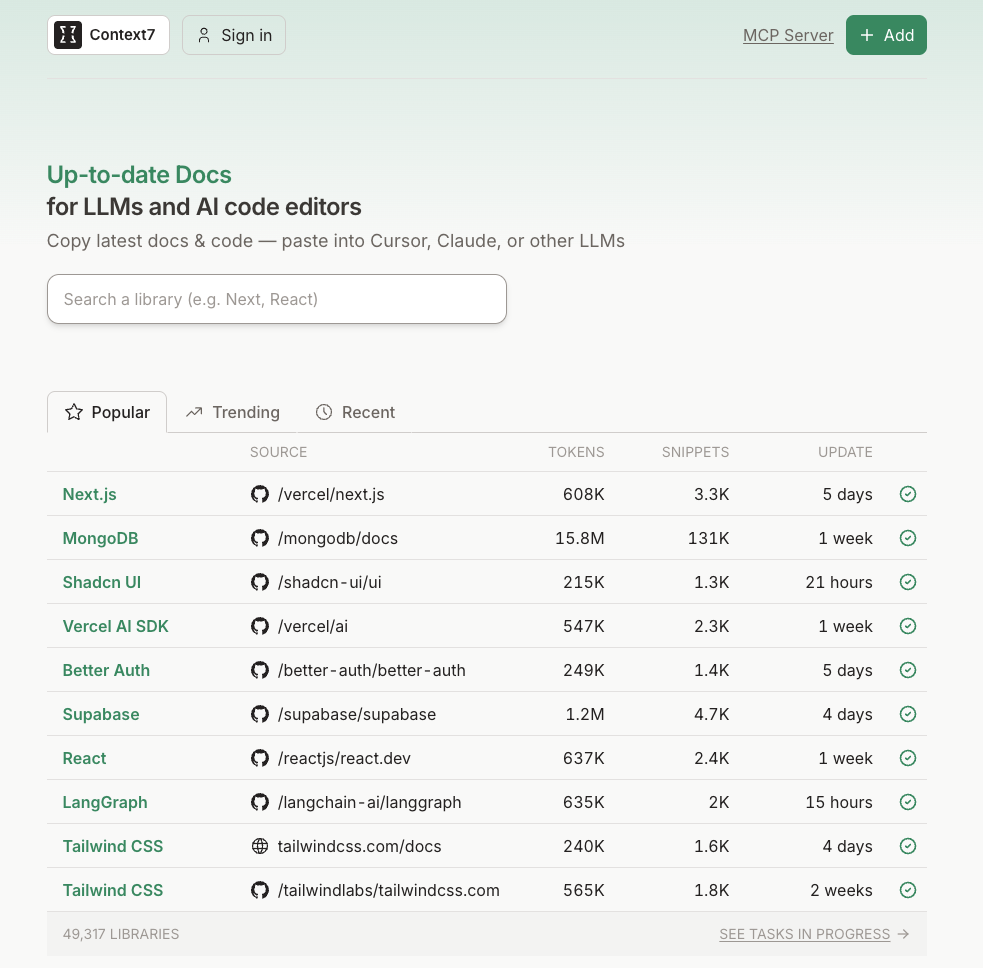 Context7 Sign in MCP Server + Add
Up-to-date Docs
for LLMs and AI code editors
Copy latest docs & code — paste into Cursor, Claude, or other LLMs
Search a library (e.g. Next, React)
Popular Trending Recent
SOURCE TOKENS SNIPPETS UPDATE
Next.js /vercel/next.js 608K 3.3K 5 days
MongoDB /mongodb/docs 15.8M 131K 1 week
Shadcn UI /shadcn-ui/ui 215K 1.3K 21 hours
Vercel AI SDK /vercel/ai 547K 2.3K 1 week
Better Auth /better-auth/better-auth 249K 1.4K 5 days
Supabase /supabase/supabase 1.2M 4.7K 4 days
React /reactjs/react.dev 637K 2.4K 1 week
LangGraph /langchain-ai/langgraph 635K 2K 15 hours
Tailwind CSS tailwindcss.com/docs 240K 1.6K 4 days
Tailwind CSS /tailwindlabs/tailwindcss.com 565K 1.8K 2 weeks
49,317 LIBRARIES SEE TASKS IN PROGRESS →